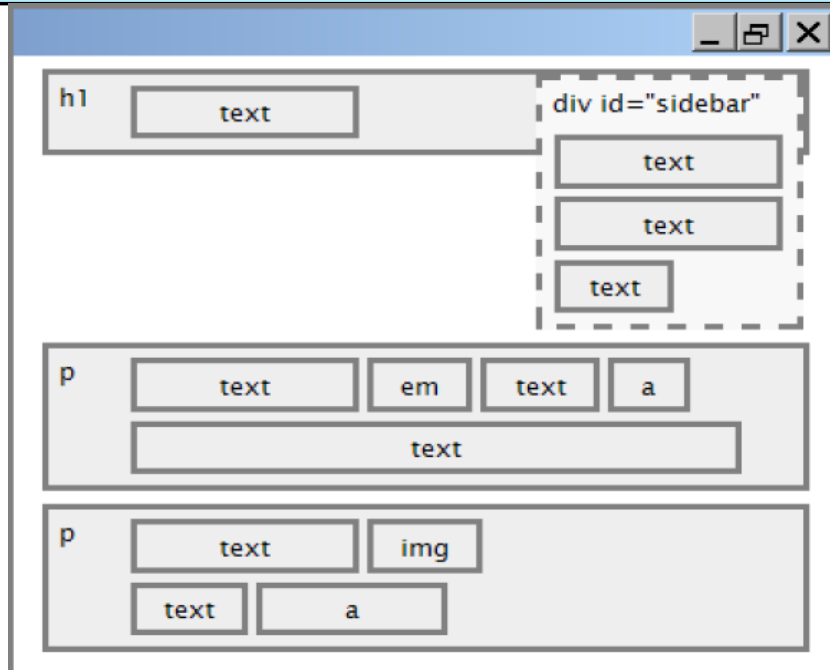 h1
text
div id="sidebar"
text
text
text
p
text em text a
text
p
text img
text a